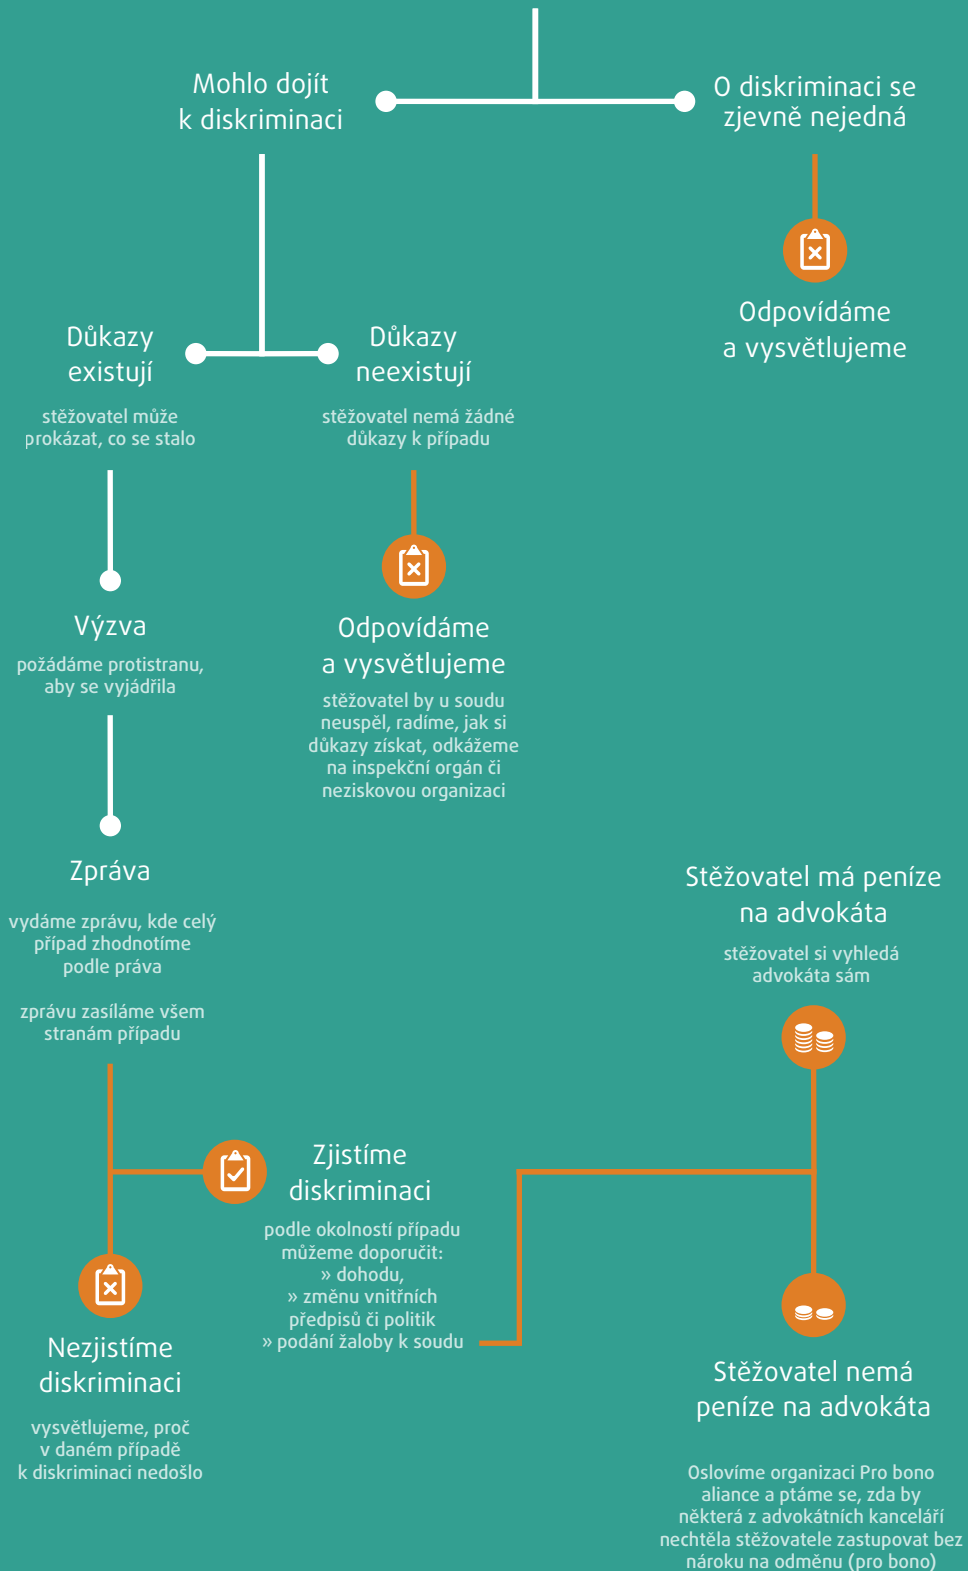 Mohlo dojít
k diskriminaci
O diskriminaci se
zjevně nejedná
Odpovídáme
a vysvětlujeme
Důkazy
existují
stěžovatel může
prokázat, co se stalo
Důkazy
neexistují
stěžovatel nemá žádné
důkazy k případu
Výzva
požádáme protistranu,
aby se vyjádřila
Odpovídáme
a vysvětlujeme
stěžovatel by u soudu
neuspěl, radíme, jak si
důkazy získat, odkážeme
na inspekční orgán či
neziskovou organizaci
Zpráva
vydáme zprávu, kde celý
případ zhodnotíme
podle práva
zprávu zasíláme všem
stranám případu
Stěžovatel má peníze
na advokáta
stěžovatel si vyhledá
advokáta sám
Zjistíme
diskriminaci
podle okolností případu
můžeme doporučit:
» dohodu,
» změnu vnitřních
předpisů či politik
» podání žaloby k soudu
Nezjistíme
diskriminaci
vysvětlujeme, proč
v daném případě
k diskriminaci nedošlo
Stěžovatel nemá
peníze na advokáta
Oslovíme organizaci Pro bono
aliance a ptáme se, zda by
některá z advokátních kanceláří
nechtěla stěžovatele zastupovat bez
nároku na odměnu (pro bono)